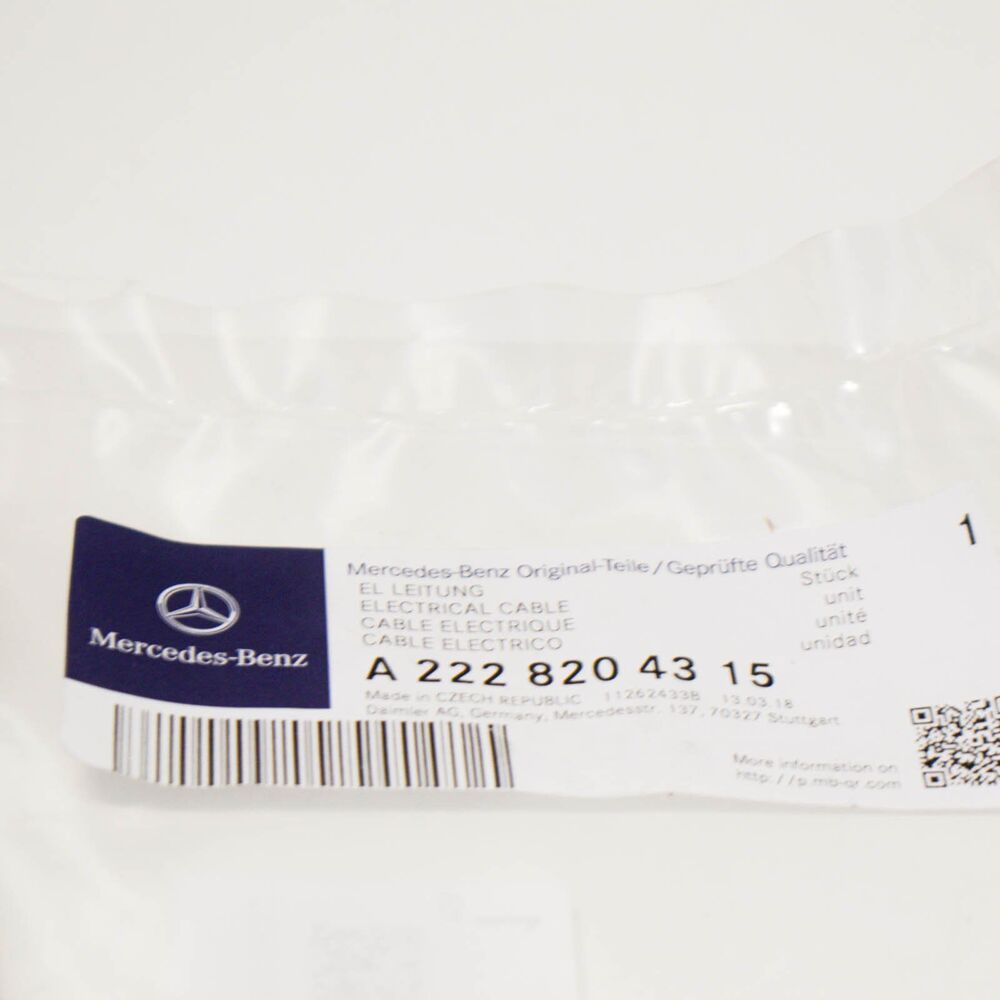 1
Mercedes-Benz Original-Teile/Geprüfte Qualität
EL LEITUNG Stück
ELECTRICAL CABLE unit
CABLE ELECTRIQUE unité
CABLE ELECTRICO unidad
Mercedes-Benz
A 222 820 43 15
Made in CZECH REPUBLIC 11262433B 13.03.18
Daimler AG, Germany, Mercedesstr. 137, 70327 Stuttgart
More information on
http://p.mb-qr.com